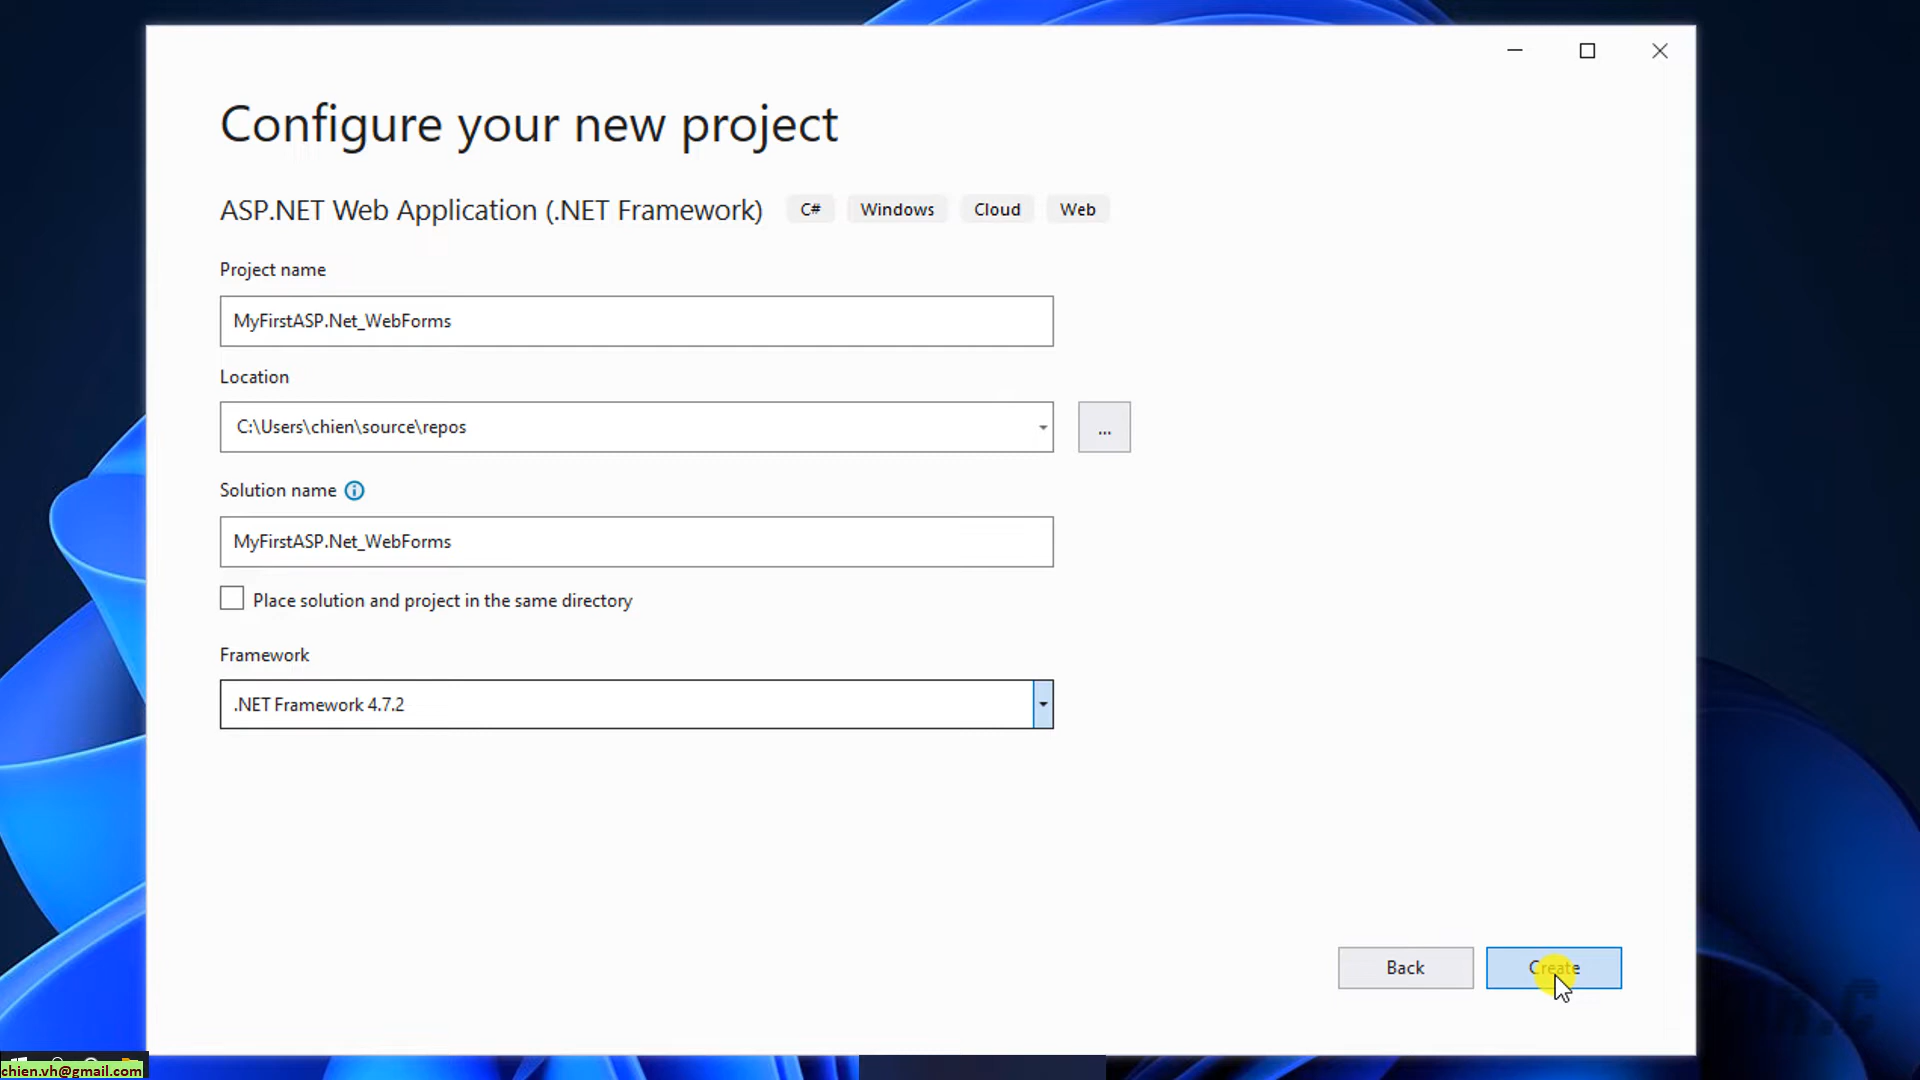 Configure your new project
ASP.NET Web Application (.NET Framework) C# Windows Cloud Web
Project name
MyFirstASP.Net_WebForms
Location
C:\Users\chien\source\repos
...
Solution name
MyFirstASP.Net_WebForms
Place solution and project in the same directory
Framework
.NET Framework 4.7.2
Back Create
chien.vh@gmail.com